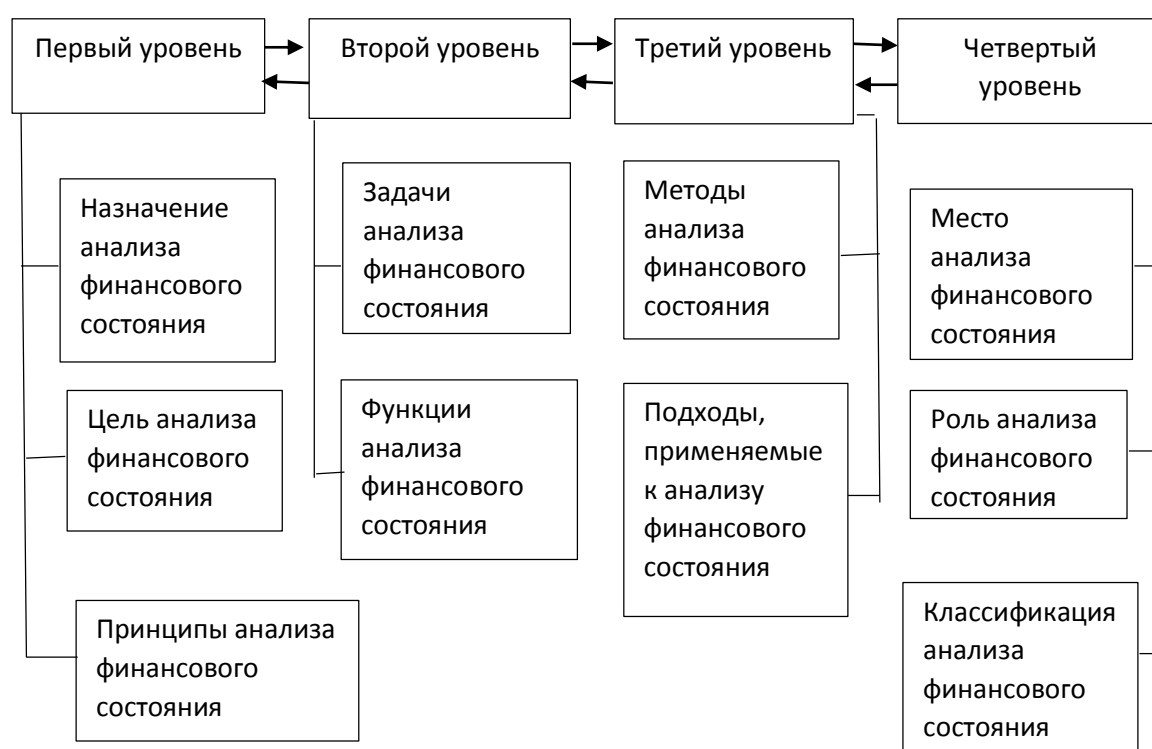 Первый уровень
Второй уровень
Третий уровень
Четвертый
уровень
Назначение
анализа
финансового
состояния
Цель анализа
финансового
состояния
Принципы анализа
финансового
состояния
Задачи
анализа
финансового
состояния
Функции
анализа
финансового
состояния
Методы
анализа
финансового
состояния
Подходы,
применяемые
к анализу
финансового
состояния
Место
анализа
финансового
состояния
Роль анализа
финансового
состояния
Классификация
анализа
финансового
состояния